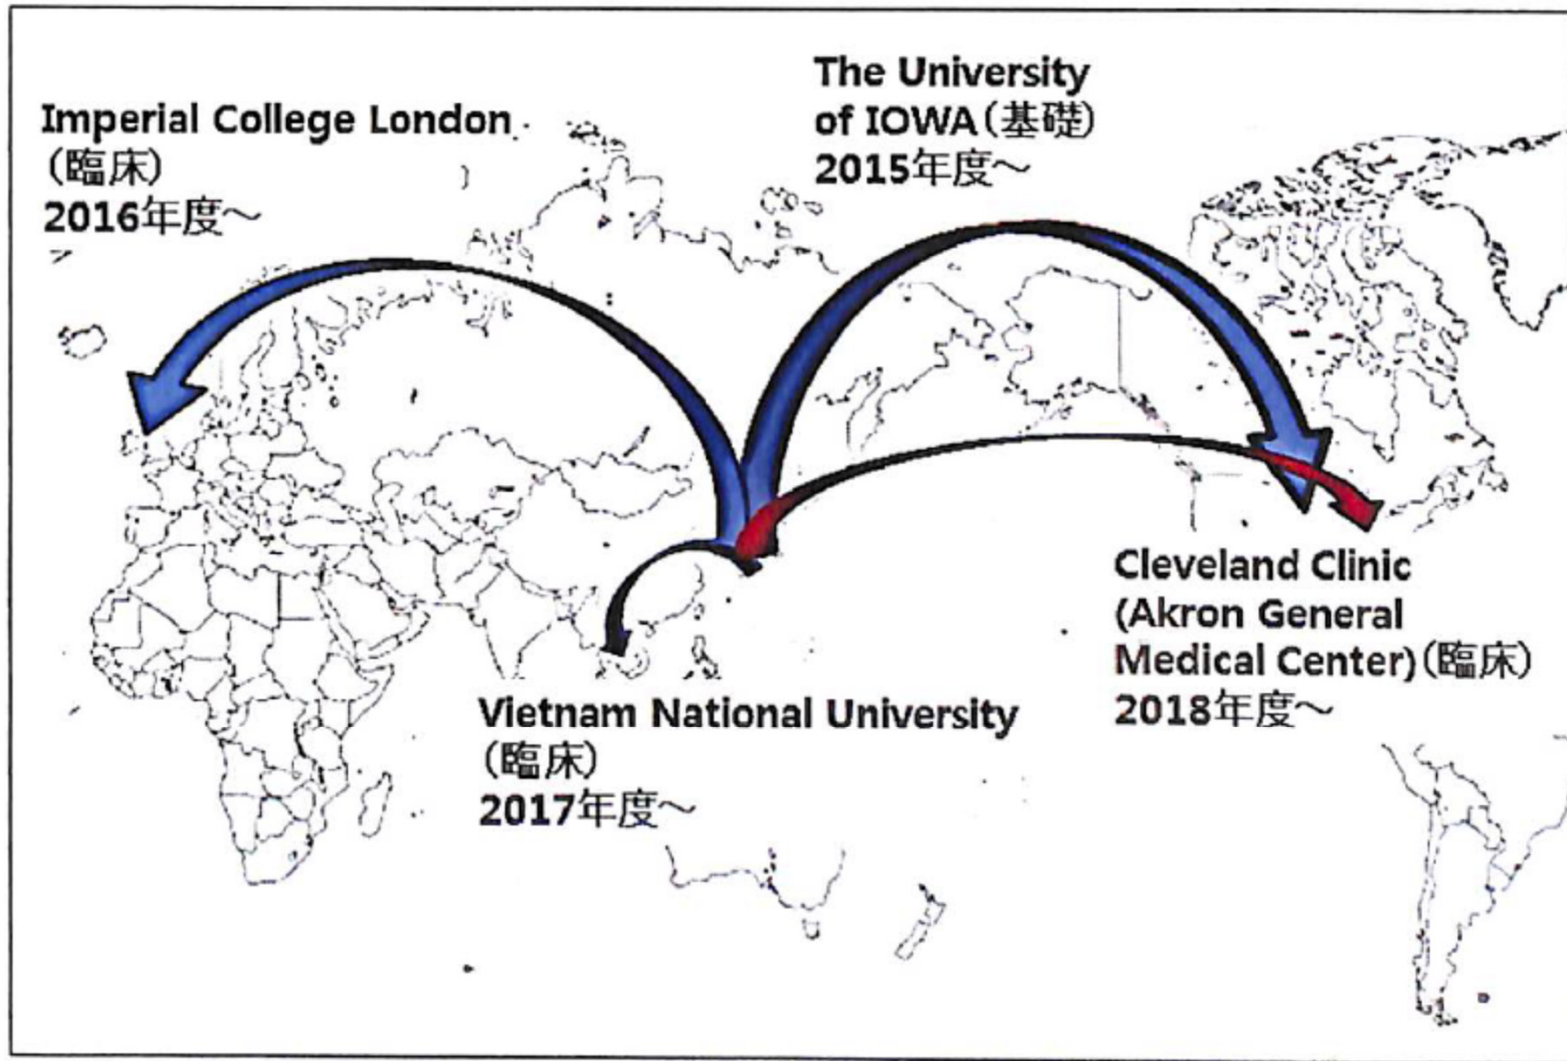 Imperial College London
（臨床）
2016年度～
The University
of IOWA（基礎）
2015年度～
Cleveland Clinic
(Akron General
Medical Center)（臨床）
2018年度～
Vietnam National University
（臨床）
2017年度～